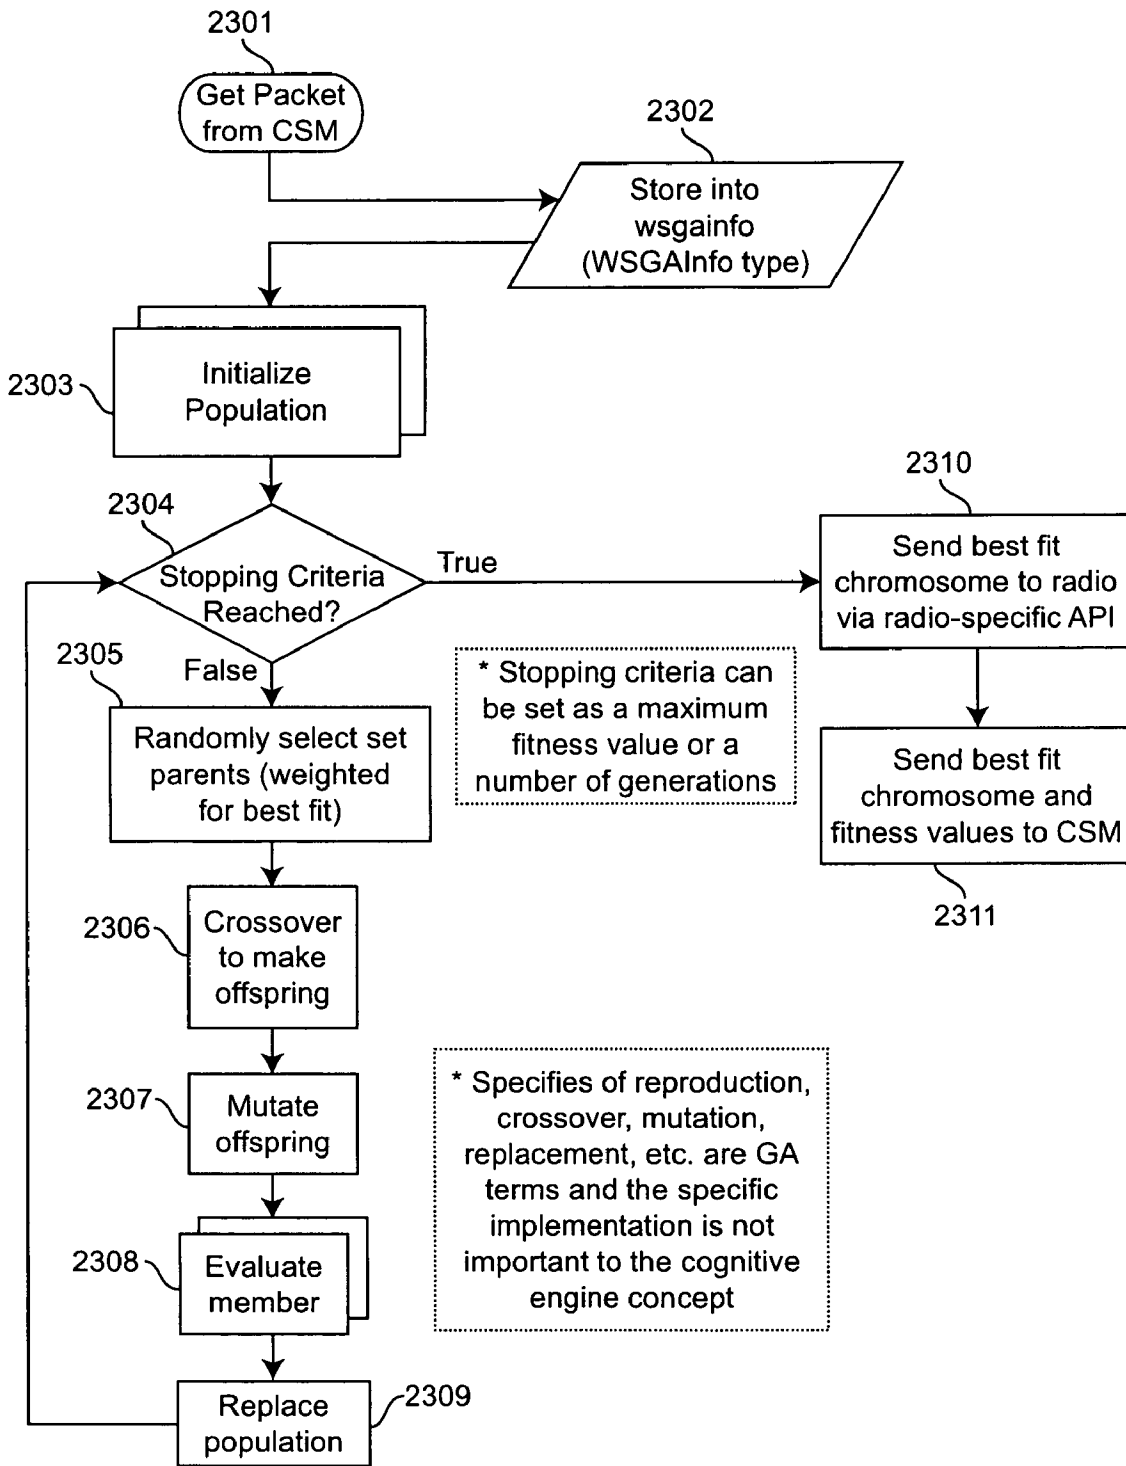 2301
Get Packet
from CSM
2302
Store into
wsgainfo
(WSGAInfo type)
2303
Initialize
Population
2304
Stopping Criteria
Reached?
True
False
2310
Send best fit
chromosome to radio
via radio-specific API
2305
Randomly select set
parents (weighted
for best fit)
* Stopping criteria can
be set as a maximum
fitness value or a
number of generations
Send best fit
chromosome and
fitness values to CSM
2311
2306
Crossover
to make
offspring
2307
Mutate
offspring
* Specifies of reproduction,
crossover, mutation,
replacement, etc. are GA
terms and the specific
implementation is not
important to the cognitive
engine concept
2308
Evaluate
member
Replace
population
2309